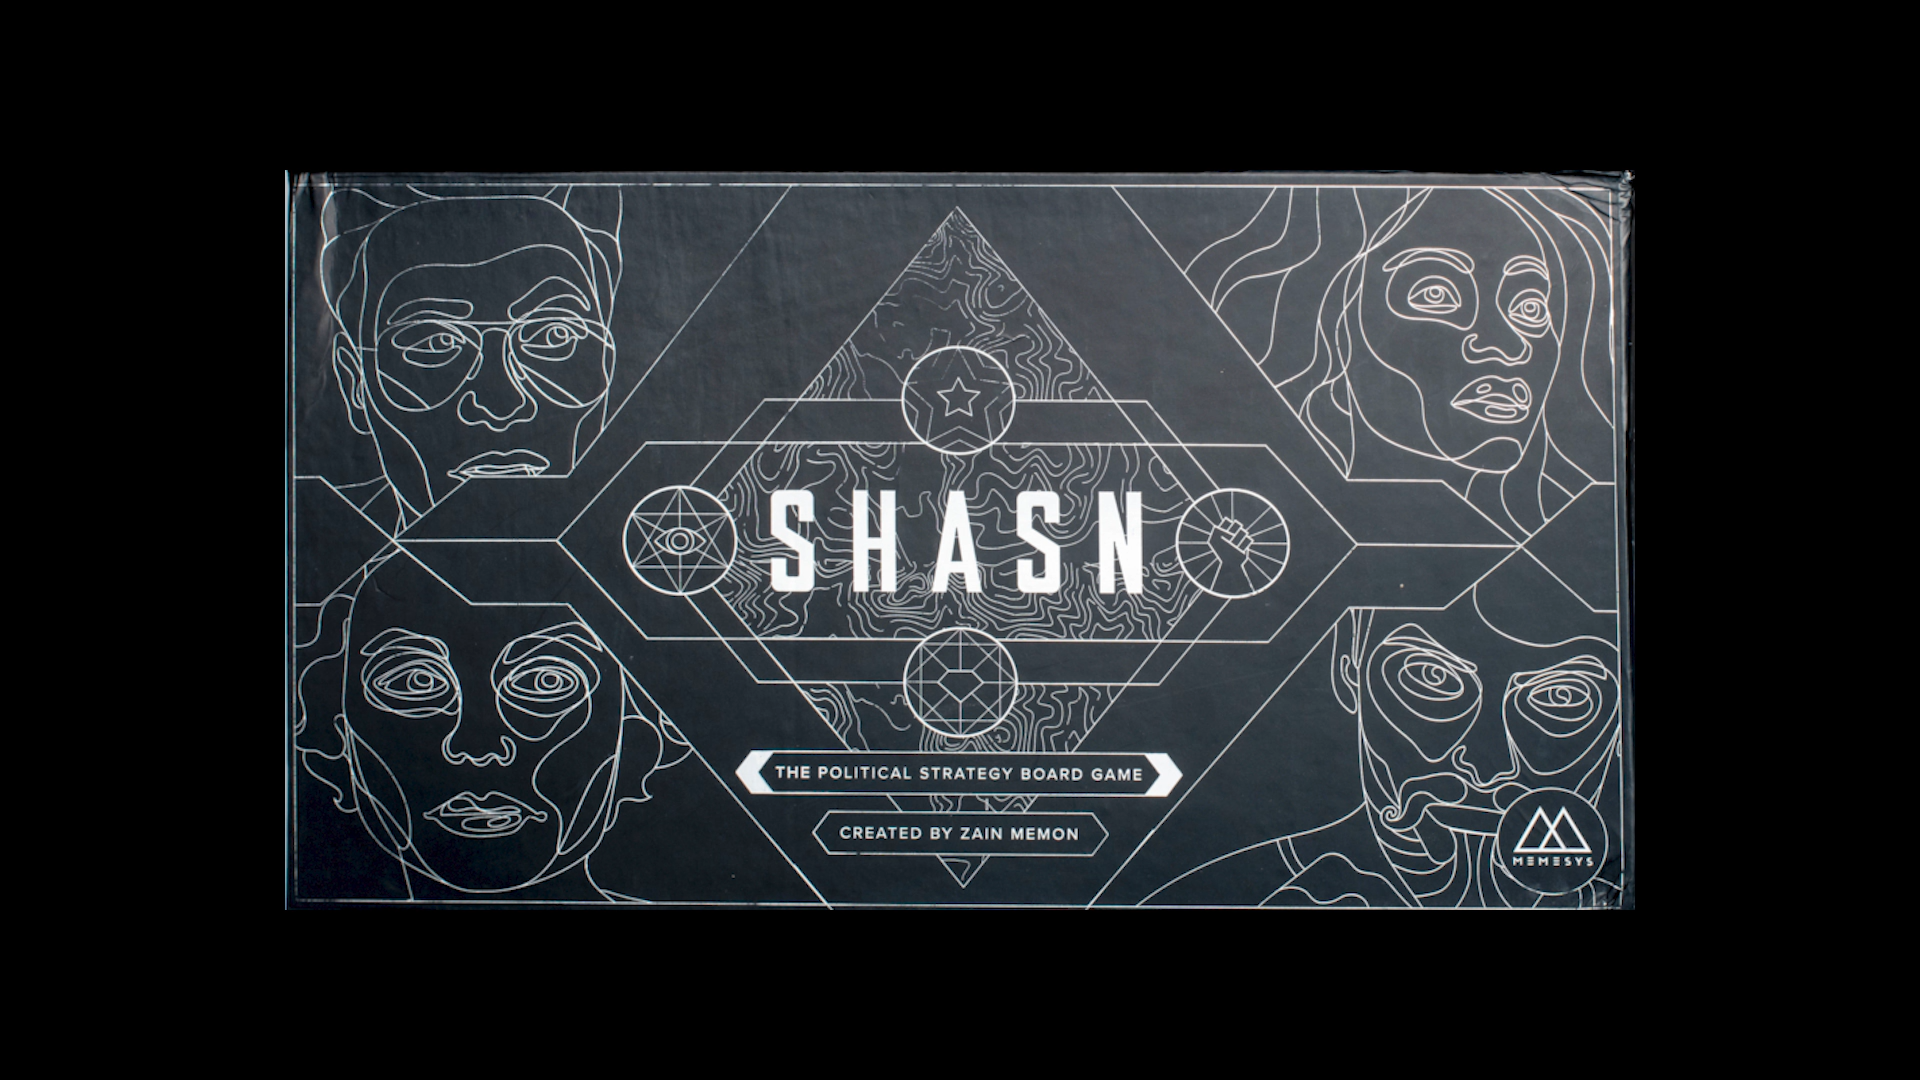 SHASN
THE POLITICAL STRATEGY BOARD GAME
CREATED BY ZAIN MEMON
MEMESYS